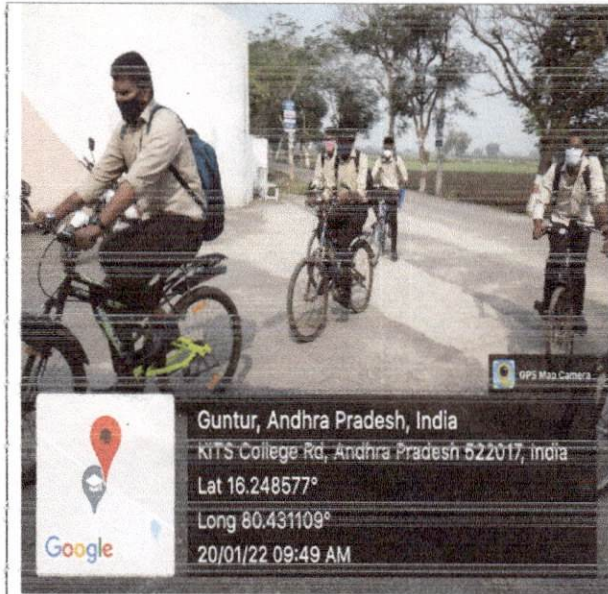 GPS Map Camera
Guntur, Andhra Pradesh, India
KITS College Rd, Andhra Pradesh 522017, India
Lat 16.248577°
Long 80.431109°
20/01/22 09:49 AM
Google